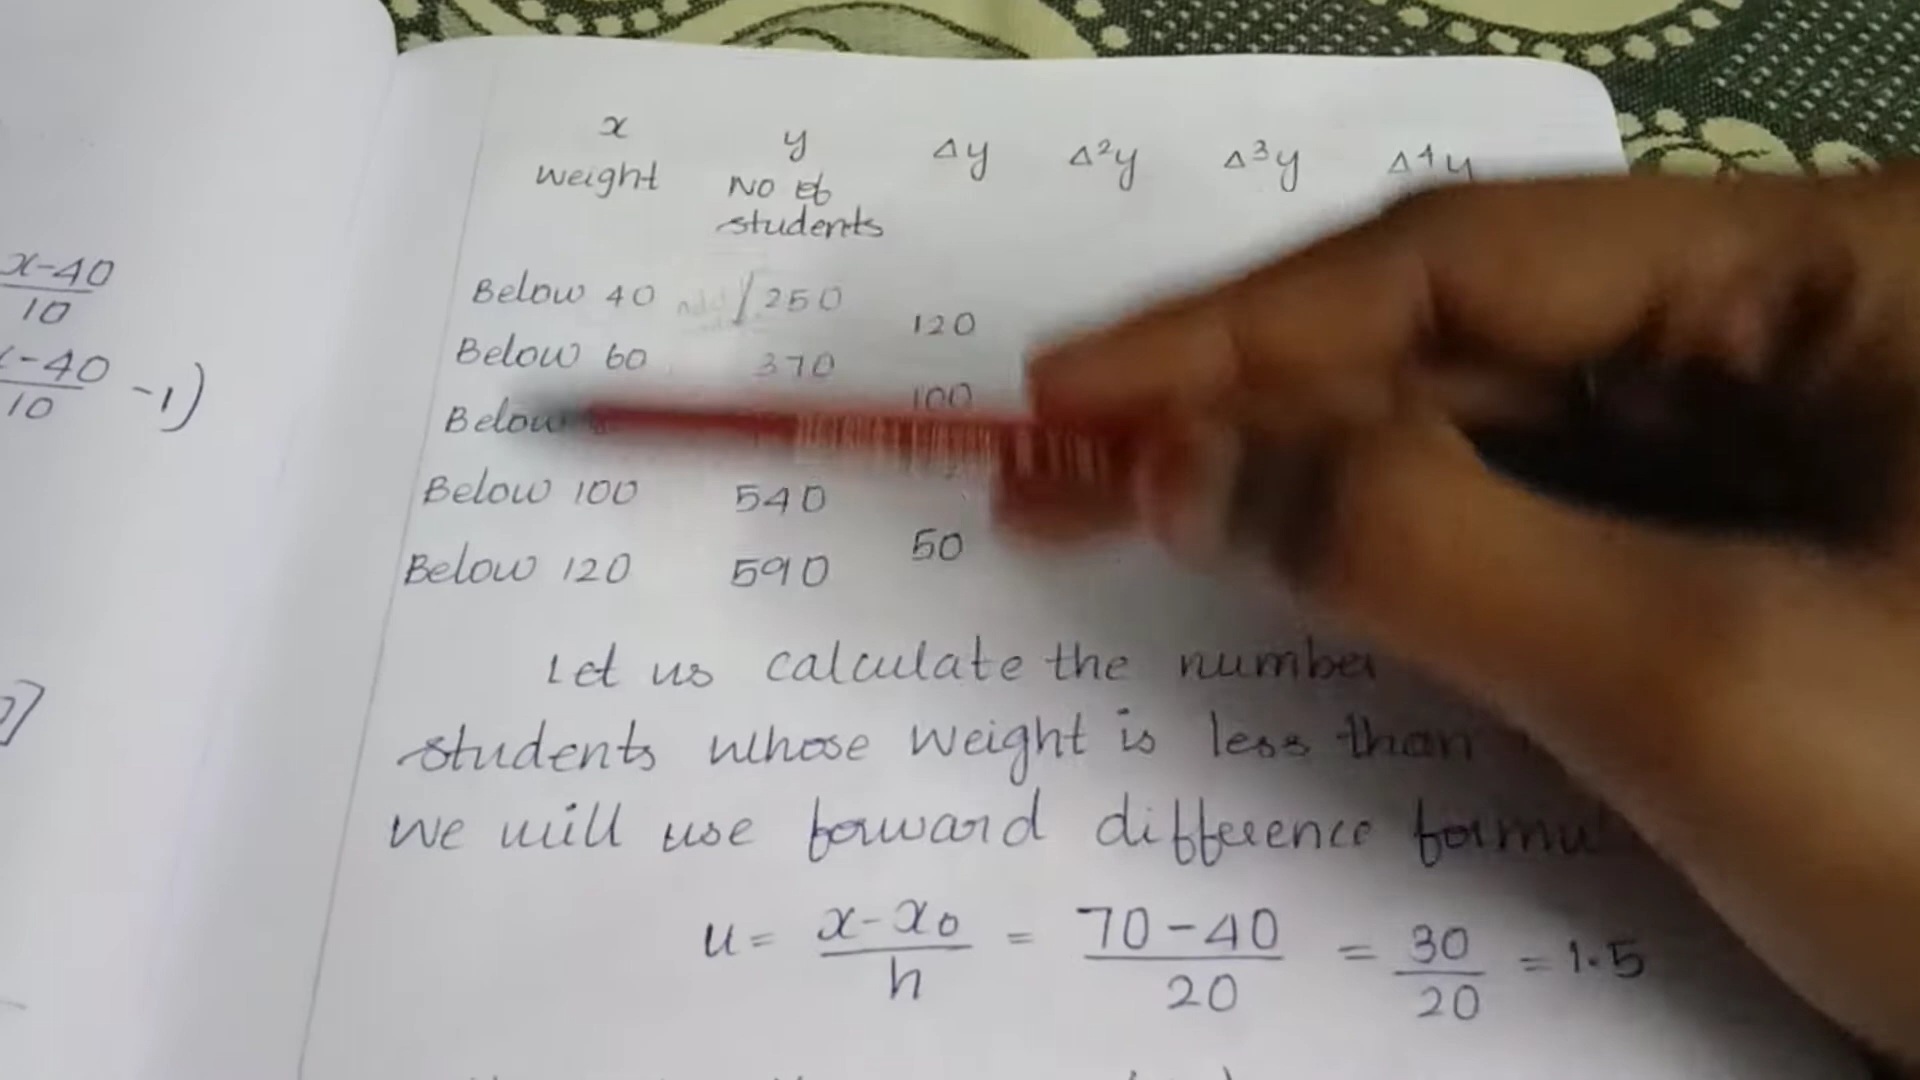 x-40
10
-40
10
-1)
x y Δy Δ²y Δ³y Δ⁴y
weight No of
students
Below 40 250
120
Below 60 370
100
Below
Below 100 540
50
Below 120 590
Let us calculate the number
students whose weight is less than
we will use forward difference
u = x-x₀ / h = 70-40 / 20 = 30 / 20 = 1.5